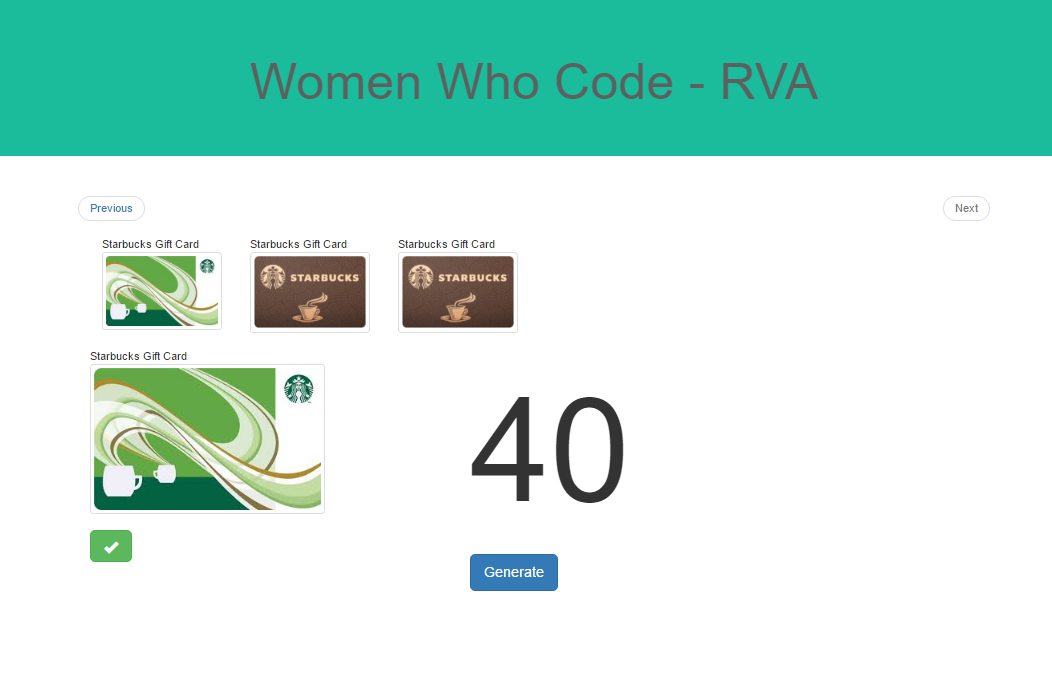 Women Who Code - RVA
Previous
Next
Starbucks Gift Card
Starbucks Gift Card
Starbucks Gift Card
STARBUCKS
STARBUCKS
Starbucks Gift Card
40
Generate